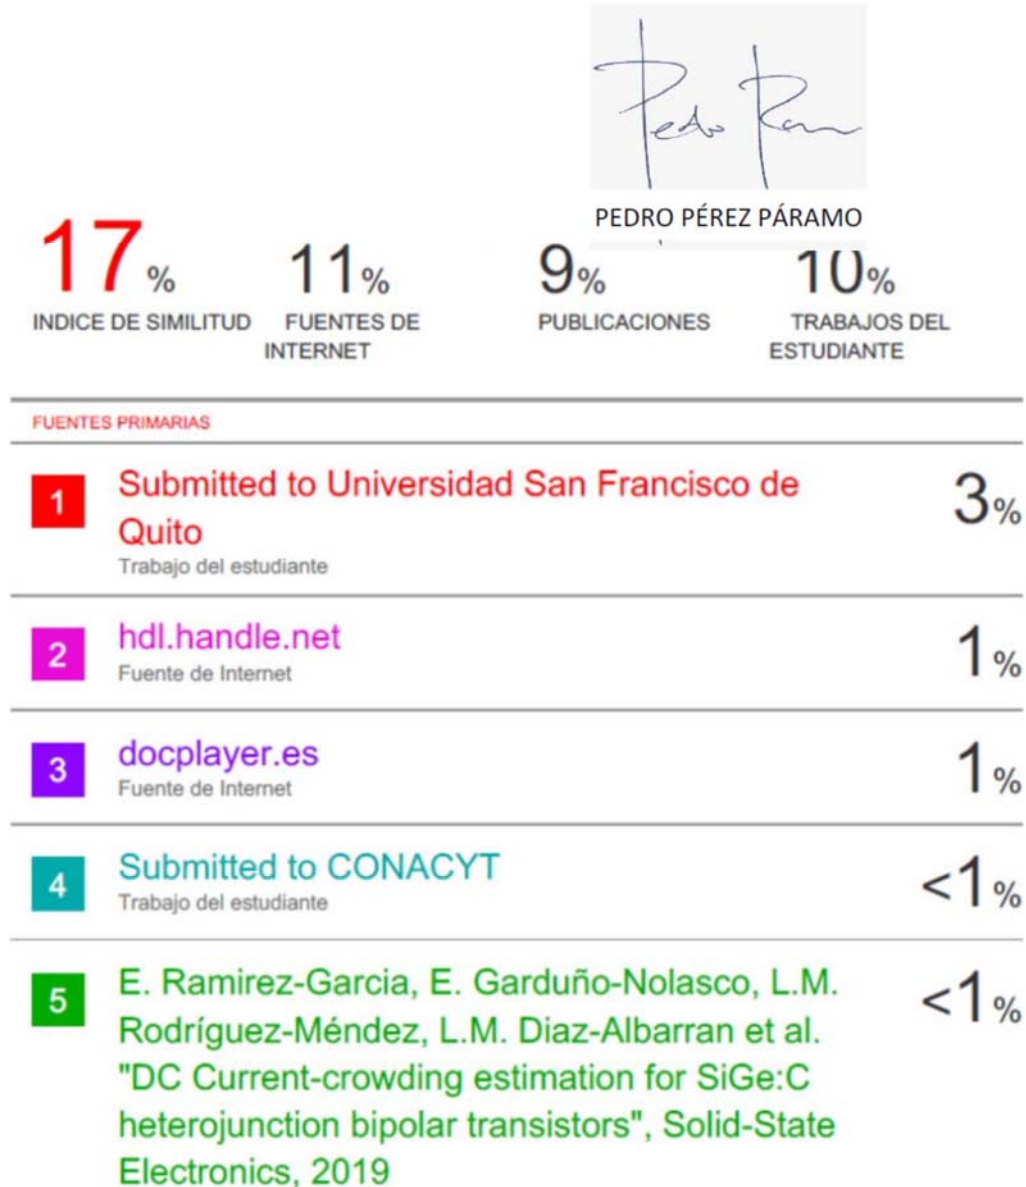 Pedro
PEDRO PÉREZ PÁRAMO
17%
INDICE DE SIMILITUD
11%
FUENTES DE
INTERNET
9%
PUBLICACIONES
10%
TRABAJOS DEL
ESTUDIANTE
FUENTES PRIMARIAS
1
Submitted to Universidad San Francisco de
Quito
Trabajo del estudiante
3%
2
hdl.handle.net
Fuente de Internet
1%
3
docplayer.es
Fuente de Internet
1%
4
Submitted to CONACYT
Trabajo del estudiante
<1%
5
E. Ramirez-Garcia, E. Garduño-Nolasco, L.M.
Rodríguez-Méndez, L.M. Diaz-Albarran et al.
"DC Current-crowding estimation for SiGe:C
heterojunction bipolar transistors", Solid-State
Electronics, 2019
<1%